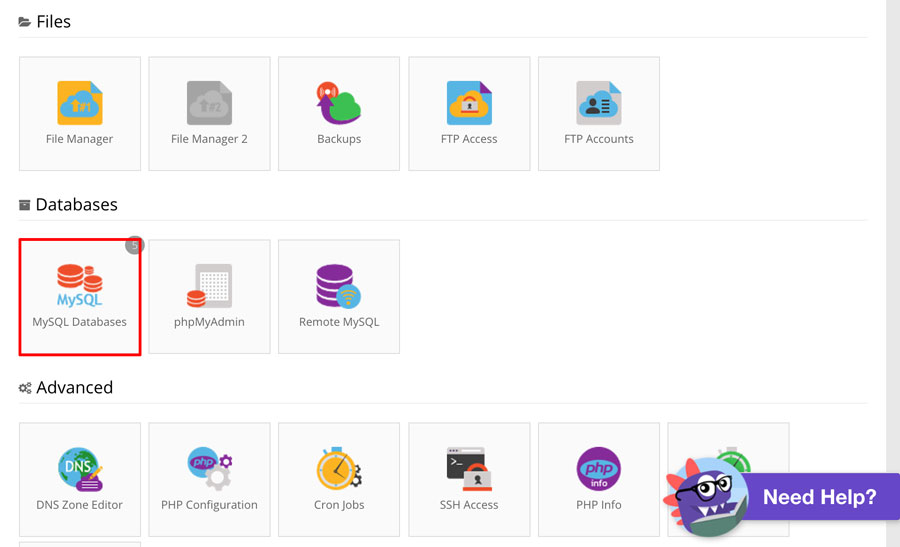 Files
#1
#2
File Manager
File Manager 2
Backups
FTP Access
FTP Accounts
Databases
5
MySQL
MySQL Databases
phpMyAdmin
Remote MySQL
Advanced
DNS
php
>_
php
info
DNS Zone Editor
PHP Configuration
Cron Jobs
SSH Access
PHP Info
Need Help?